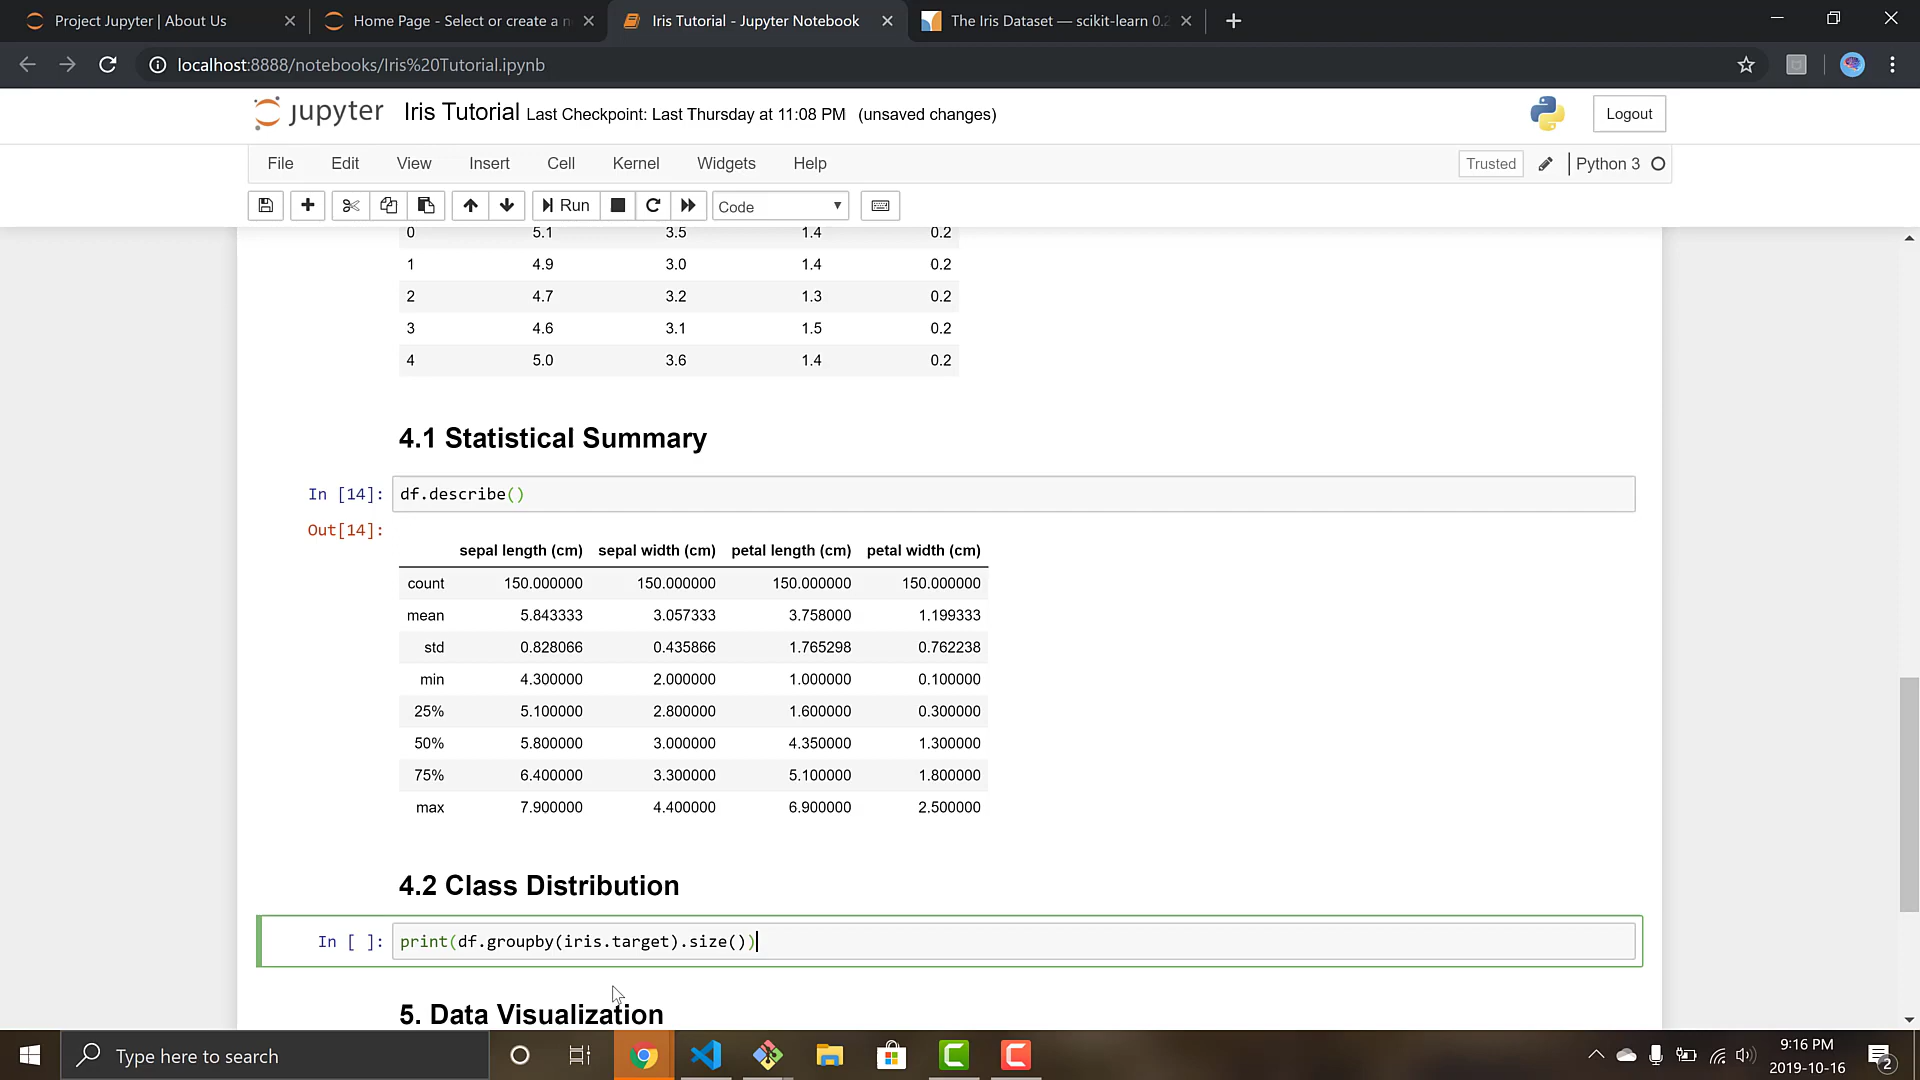 Project Jupyter | About Us
Home Page - Select or create a n
Iris Tutorial - Jupyter Notebook
The Iris Dataset — scikit-learn 0.2
localhost:8888/notebooks/Iris%20Tutorial.ipynb
jupyter Iris Tutorial Last Checkpoint: Last Thursday at 11:08 PM (unsaved changes)
Logout
File Edit View Insert Cell Kernel Widgets Help
Trusted Python 3
Run Code
0 5.1 3.5 1.4 0.2
1 4.9 3.0 1.4 0.2
2 4.7 3.2 1.3 0.2
3 4.6 3.1 1.5 0.2
4 5.0 3.6 1.4 0.2
4.1 Statistical Summary
In [14]: df.describe()
Out[14]:
sepal length (cm) sepal width (cm) petal length (cm) petal width (cm)
count 150.000000 150.000000 150.000000 150.000000
mean 5.843333 3.057333 3.758000 1.199333
std 0.828066 0.435866 1.765298 0.762238
min 4.300000 2.000000 1.000000 0.100000
25% 5.100000 2.800000 1.600000 0.300000
50% 5.800000 3.000000 4.350000 1.300000
75% 6.400000 3.300000 5.100000 1.800000
max 7.900000 4.400000 6.900000 2.500000
4.2 Class Distribution
In [ ]: print(df.groupby(iris.target).size())
5. Data Visualization
Type here to search
9:16 PM
2019-10-16
2